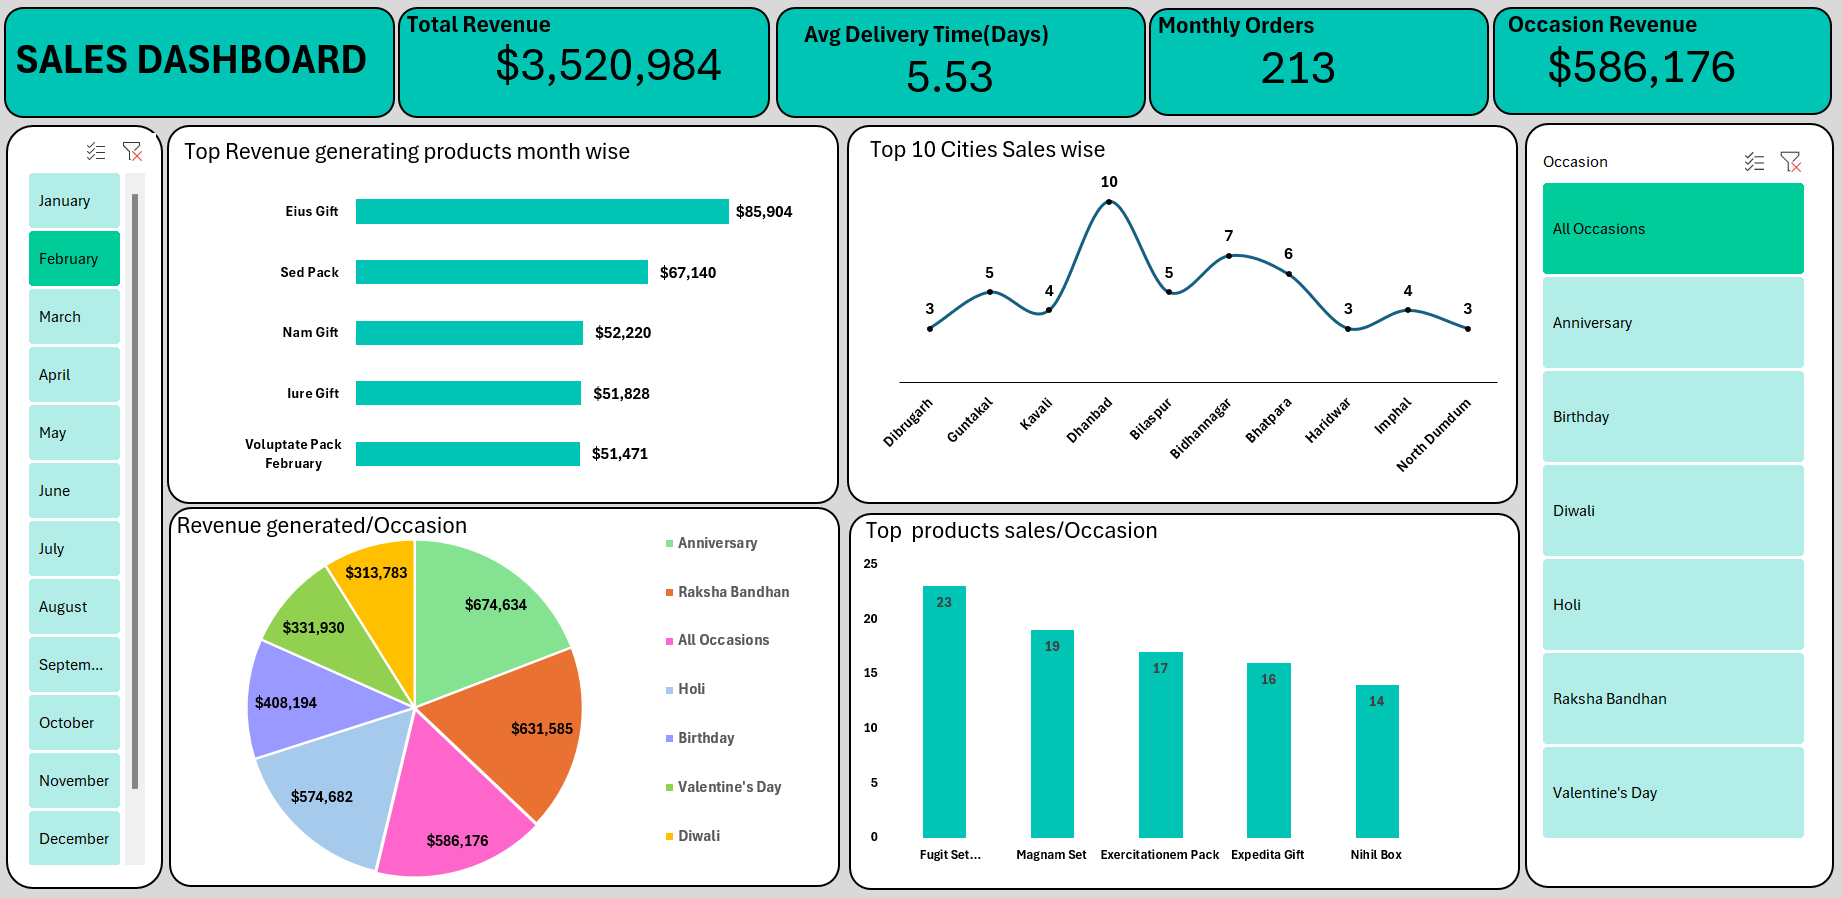 SALES DASHBOARD
Total Revenue
$3,520,984
Avg Delivery Time(Days)
5.53
Monthly Orders
213
Occasion Revenue
$586,176
January
February
March
April
May
June
July
August
Septem...
October
November
December
Top Revenue generating products month wise
Eius Gift
$85,904
Sed Pack
$67,140
Nam Gift
$52,220
Iure Gift
$51,828
Voluptate Pack
$51,471
February
Top 10 Cities Sales wise
3
5
4
10
5
7
6
3
4
3
Dibrugarh
Guntakal
Kavali
Dhanbad
Bilaspur
Bidhannagar
Bhatpara
Haridwar
Imphal
North Dumdum
Occasion
All Occasions
Anniversary
Birthday
Diwali
Holi
Raksha Bandhan
Valentine's Day
Revenue generated/Occasion
$313,783
$674,634
$331,930
$408,194
$631,585
$574,682
$586,176
Anniversary
Raksha Bandhan
All Occasions
Holi
Birthday
Valentine's Day
Diwali
Top  products sales/Occasion
25
20
15
10
5
0
23
19
17
16
14
Fugit Set...
Magnam Set
Exercitationem Pack
Expedita Gift
Nihil Box